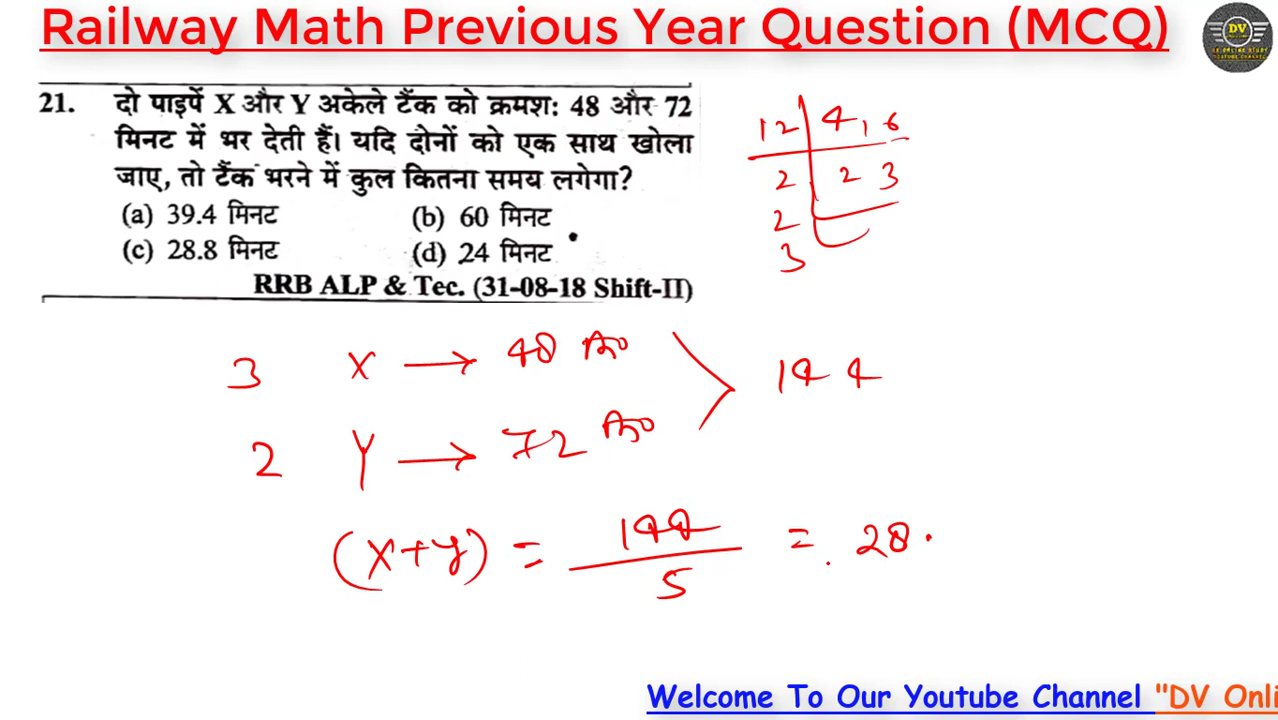 Railway Math Previous Year Question (MCQ)
DV
21. दो पाइपें X और Y अकेले टैंक को क्रमश: 48 और 72
मिनट में भर देती हैं। यदि दोनों को एक साथ खोला
जाए, तो टैंक भरने में कुल कितना समय लगेगा?
(a) 39.4 मिनट (b) 60 मिनट
(c) 28.8 मिनट (d) 24 मिनट
RRB ALP & Tec. (31-08-18 Shift-II)
12 4, 6
2 2 3
2
3
3 X → 48 मि०
144
2 Y → 72 मि०
(X+y) = 144/5 = 28.
Welcome To Our Youtube Channel "DV Onli